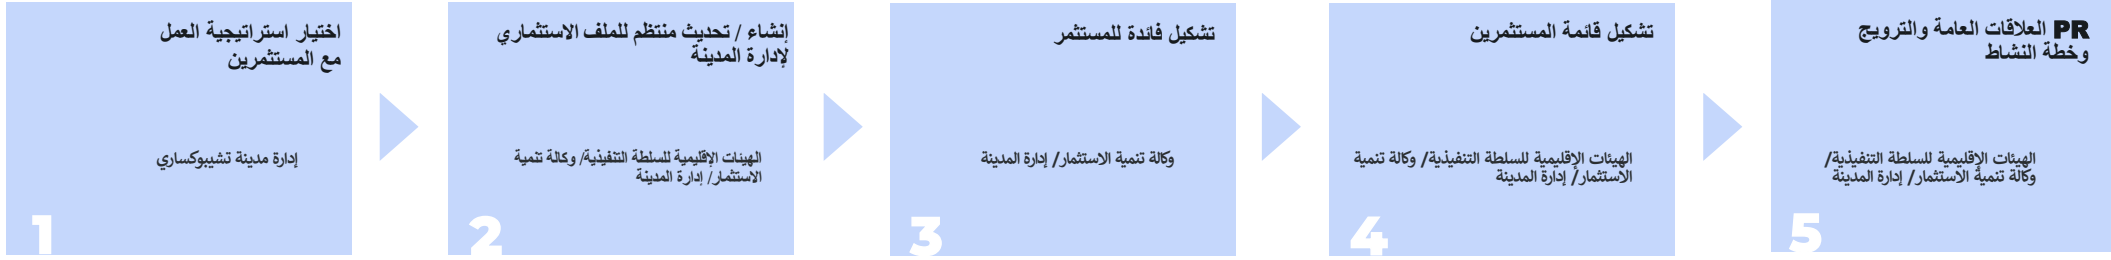 اختيار استراتيجية العمل
مع المستثمرين
إدارة مدينة تشيبوكساري
1
إنشاء / تحديث منتظم للملف الاستثماري
لإدارة المدينة
الهيئات الإقليمية للسلطة التنفيذية/ وكالة تنمية
الاستثمار/ إدارة المدينة
2
تشكيل فائدة للمستثمر
وكالة تنمية الاستثمار/ إدارة المدينة
3
تشكيل قائمة المستثمرين
الهيئات الإقليمية للسلطة التنفيذية/ وكالة تنمية
الاستثمار/ إدارة المدينة
4
PR العلاقات العامة والترويج
وخطة النشاط
الهيئات الإقليمية للسلطة التنفيذية/
وكالة تنمية الاستثمار/ إدارة المدينة
5